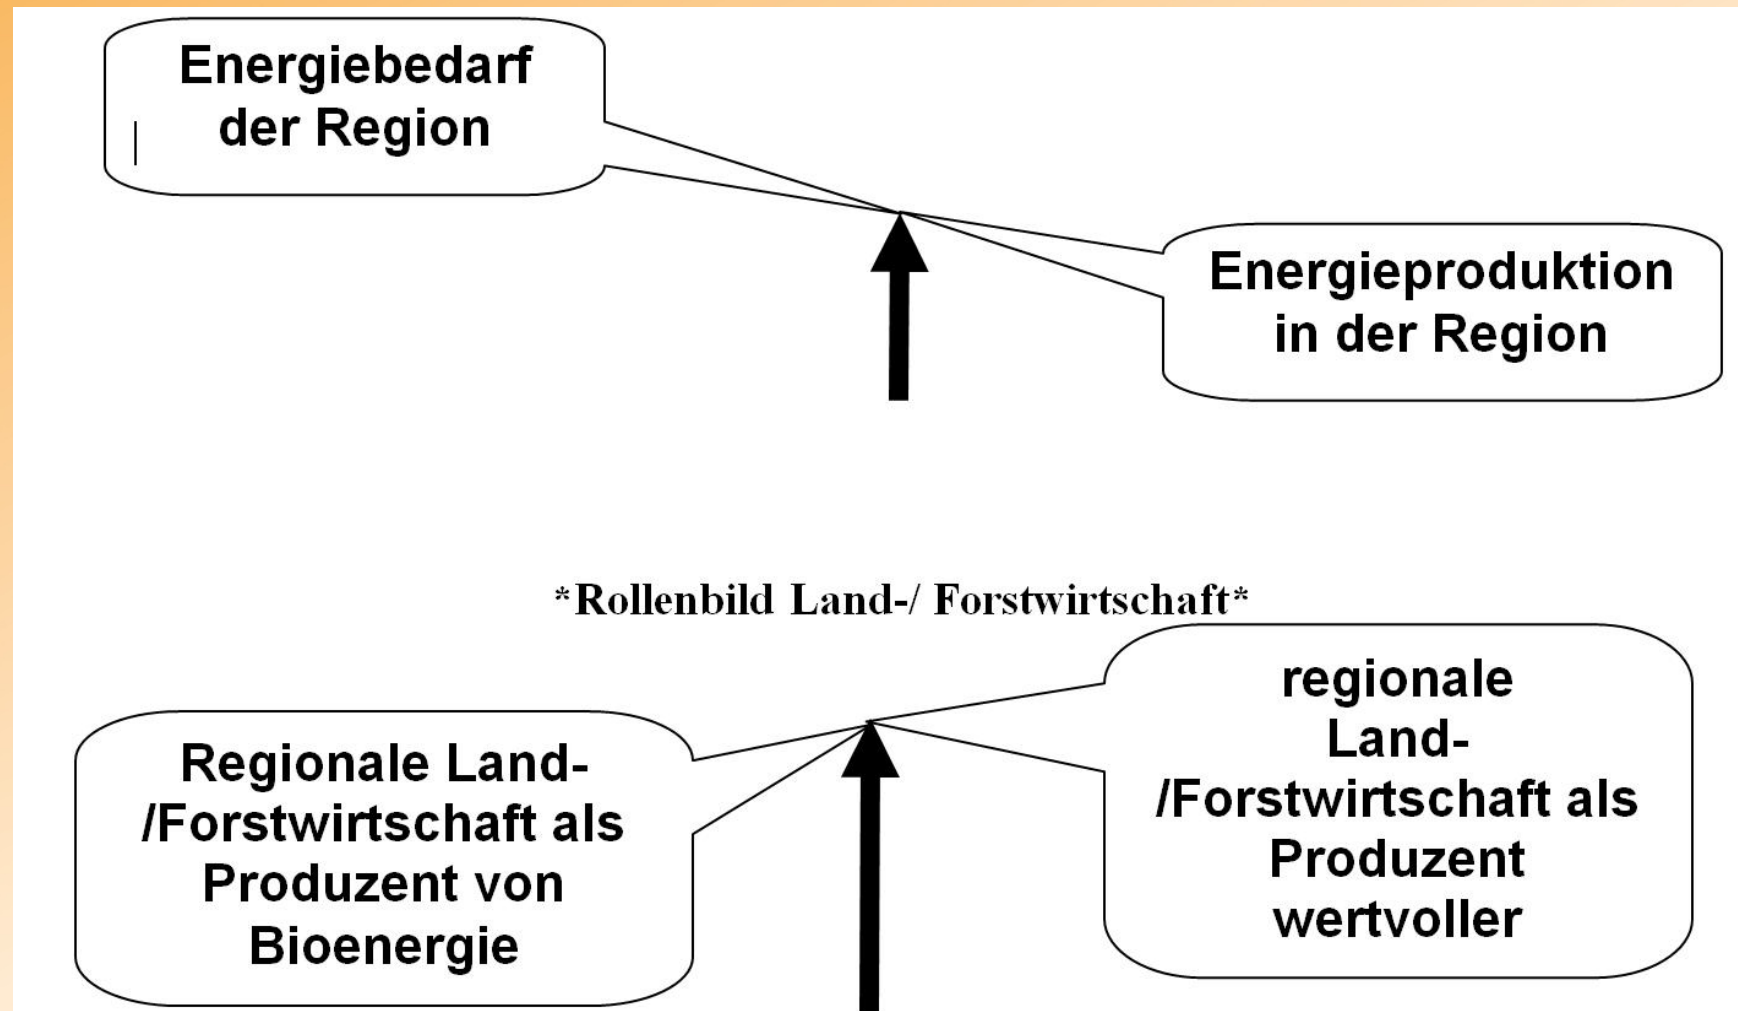 Energiebedarf
der Region
Energieproduktion
in der Region
*Rollenbild Land-/ Forstwirtschaft*
Regionale Land-
/Forstwirtschaft als
Produzent von
Bioenergie
regionale
Land-
/Forstwirtschaft als
Produzent
wertvoller